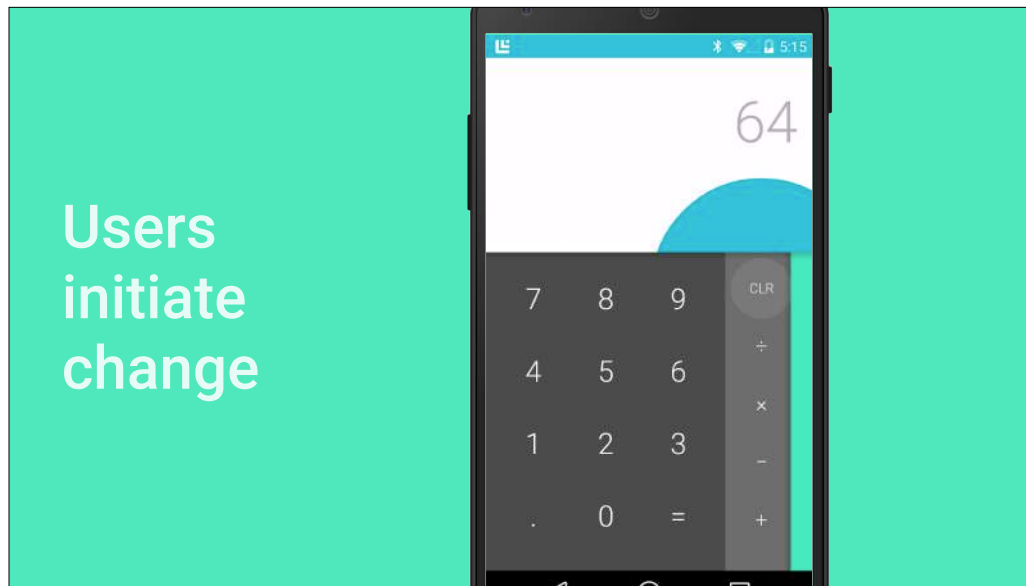 Users
initiate
change
5:15
64
7 8 9 CLR
÷
4 5 6
×
1 2 3
−
. 0 = +